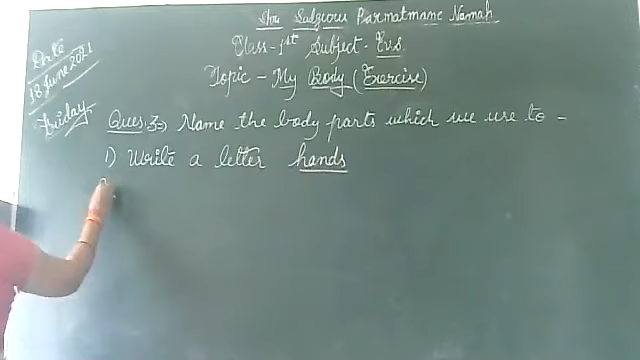 Shri Sadguru Parmatmane Namah
Date
18 June 2021
Friday
Class-1st Subject-Evs.
Topic - My Body (Exercise)
Ques 3→ Name the body parts which we use to -
1) Write a letter hands